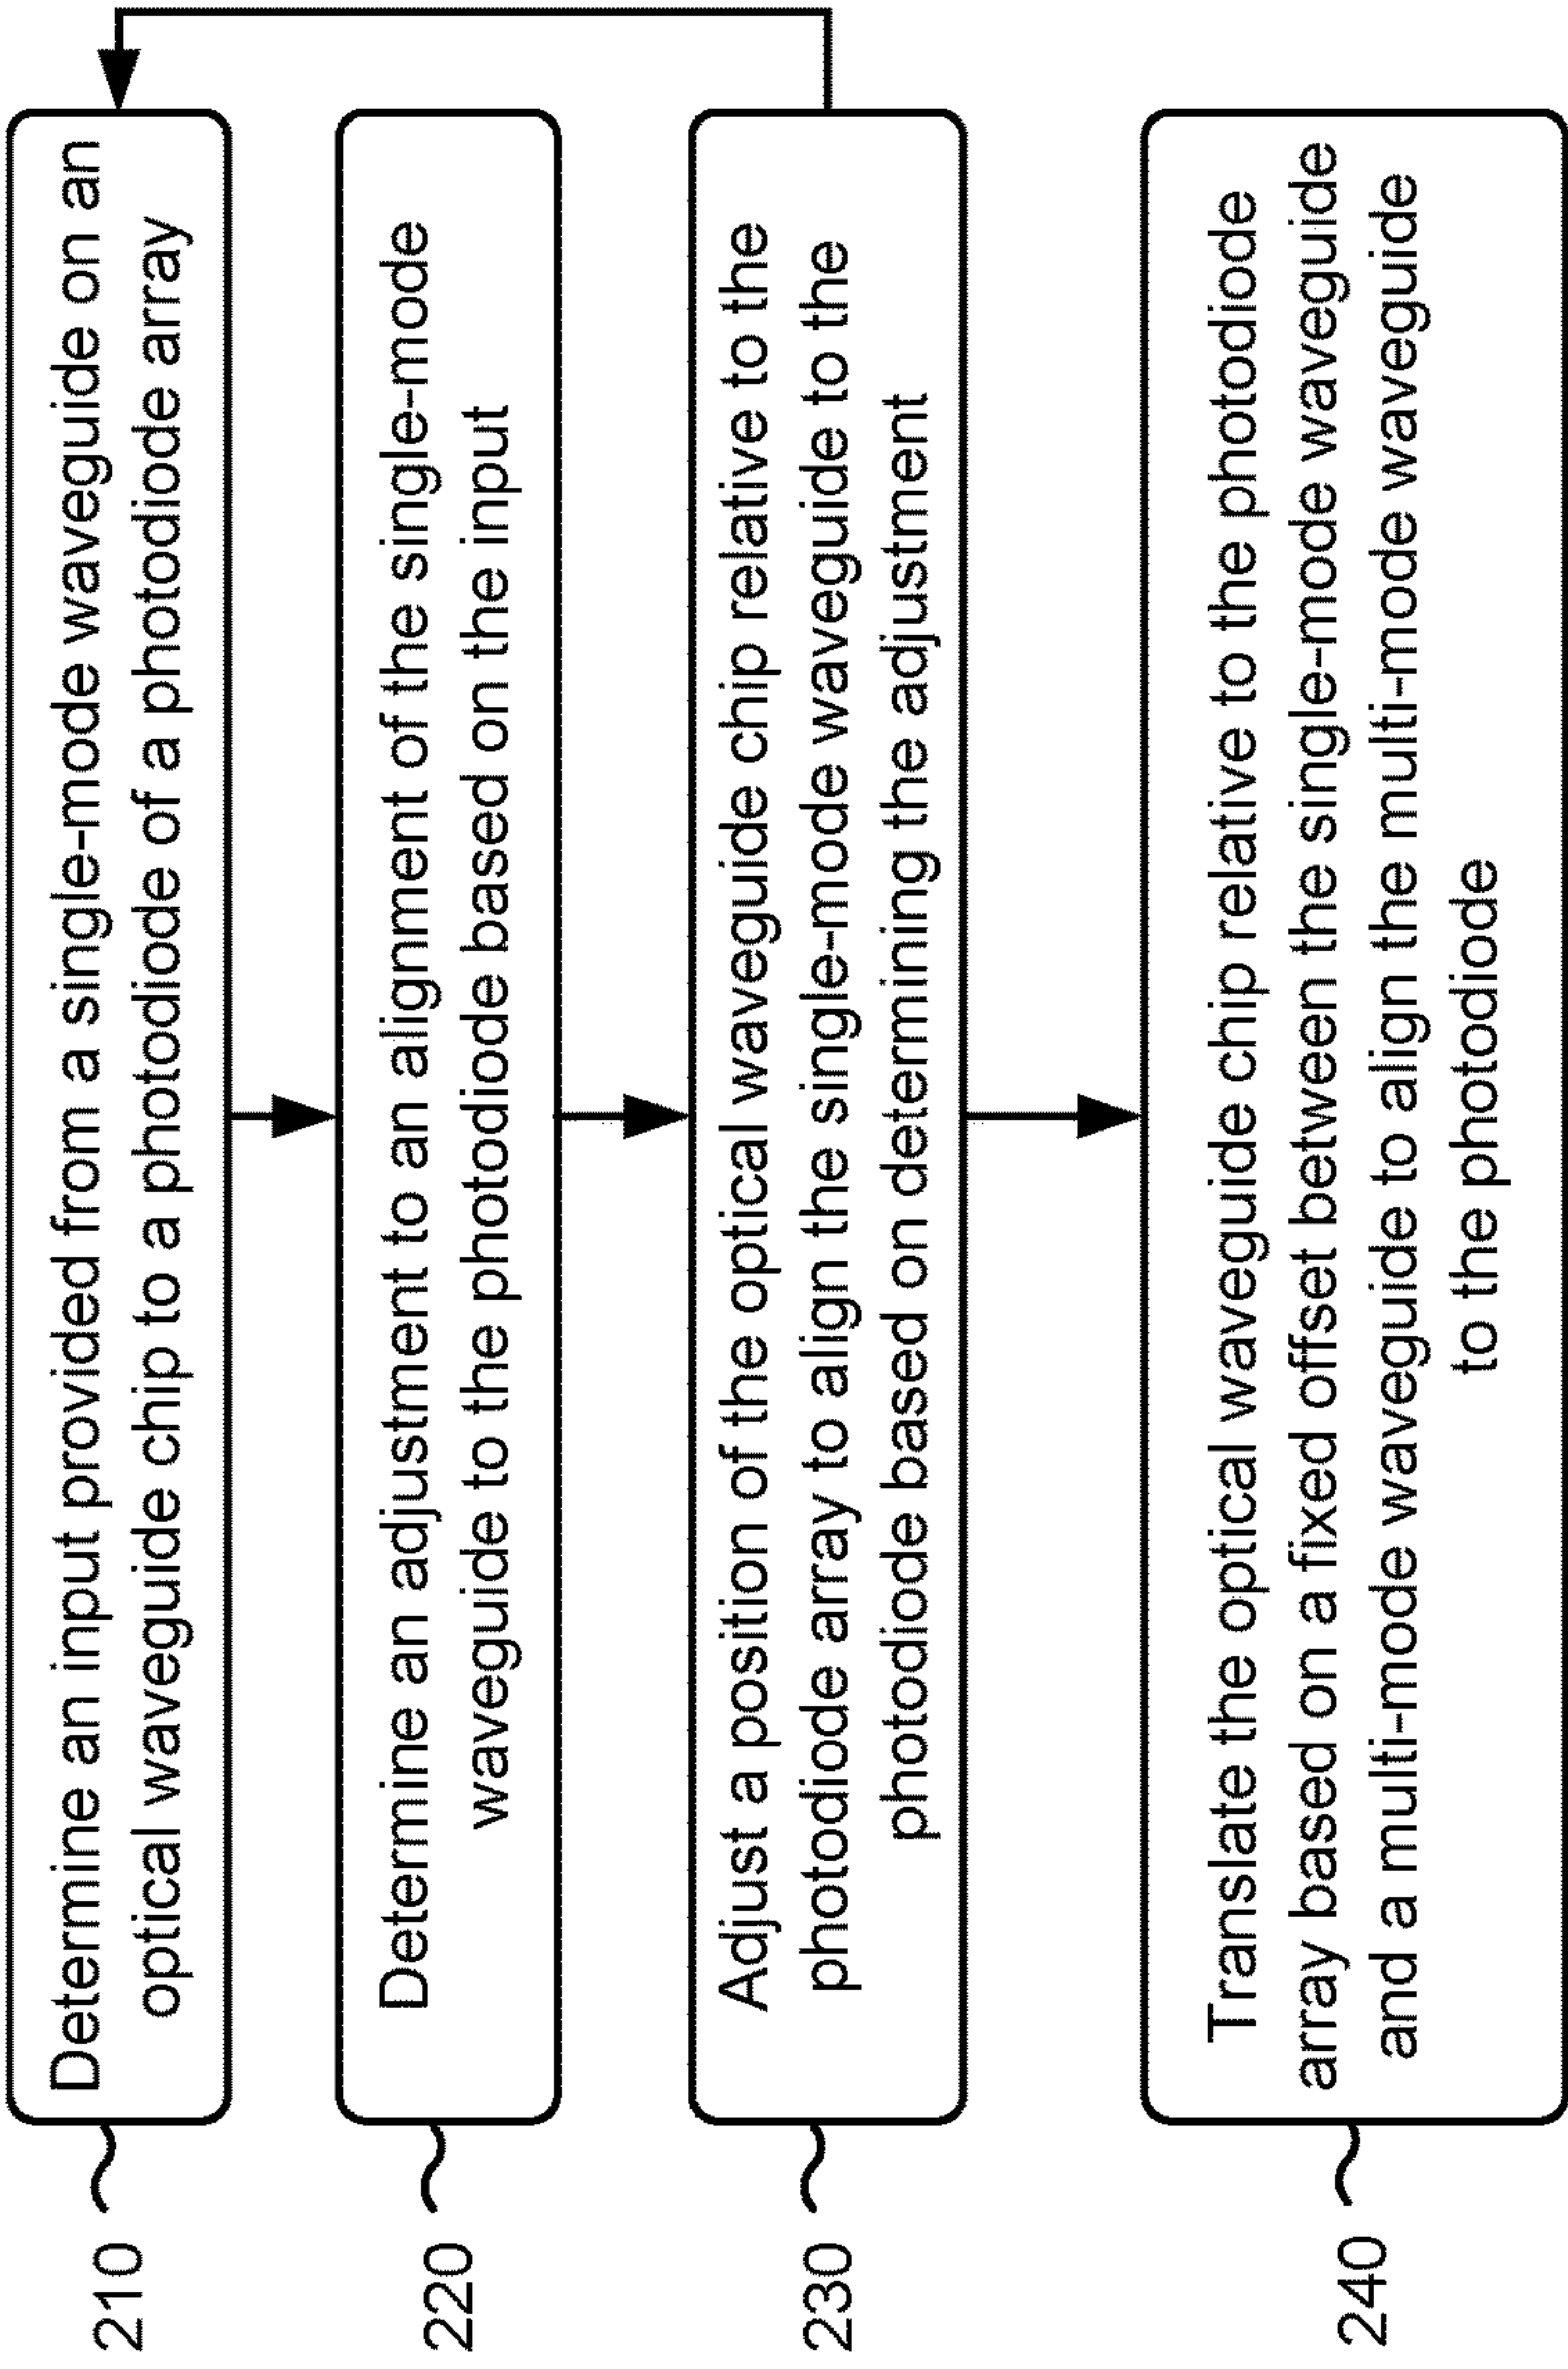 210
Determine an input provided from a single-mode waveguide on an
optical waveguide chip to a photodiode of a photodiode array
220
Determine an adjustment to an alignment of the single-mode
waveguide to the photodiode based on the input
230
Adjust a position of the optical waveguide chip relative to the
photodiode array to align the single-mode waveguide to the
photodiode based on determining the adjustment
240
Translate the optical waveguide chip relative to the photodiode
array based on a fixed offset between the single-mode waveguide
and a multi-mode waveguide to align the multi-mode waveguide
to the photodiode